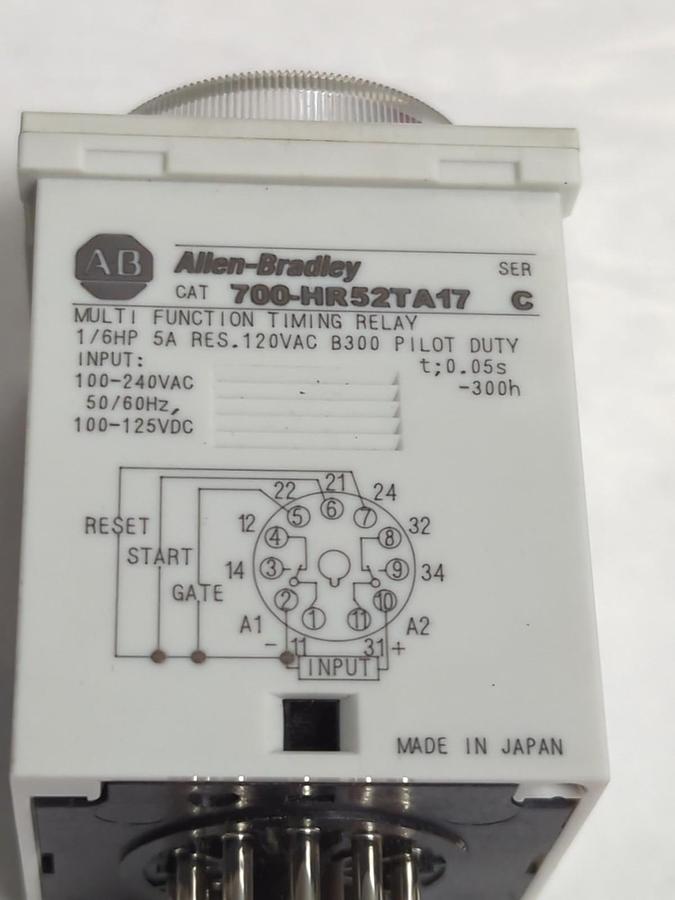 AB Allen-Bradley SER
CAT 700-HR52TA17 C
MULTI FUNCTION TIMING RELAY
1/6HP 5A RES.120VAC B300 PILOT DUTY
INPUT: t;0.05s
100-240VAC -300h
50/60Hz,
100-125VDC
21
22 24
5 6 7
RESET 12 4 8 32
START 14 3 9 34
GATE 2 10
1 11
A1 A2
- 11 31 +
INPUT
MADE IN JAPAN